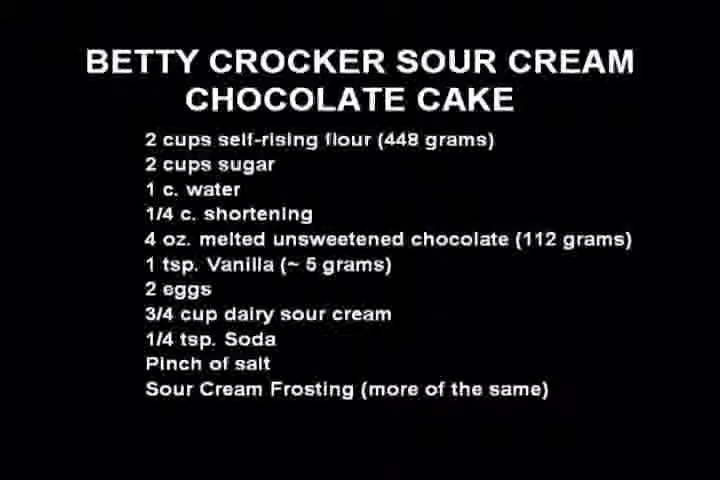 BETTY CROCKER SOUR CREAM
CHOCOLATE CAKE
2 cups self-rising flour (448 grams)
2 cups sugar
1 c. water
1/4 c. shortening
4 oz. melted unsweetened chocolate (112 grams)
1 tsp. Vanilla (~ 5 grams)
2 eggs
3/4 cup dairy sour cream
1/4 tsp. Soda
Pinch of salt
Sour Cream Frosting (more of the same)